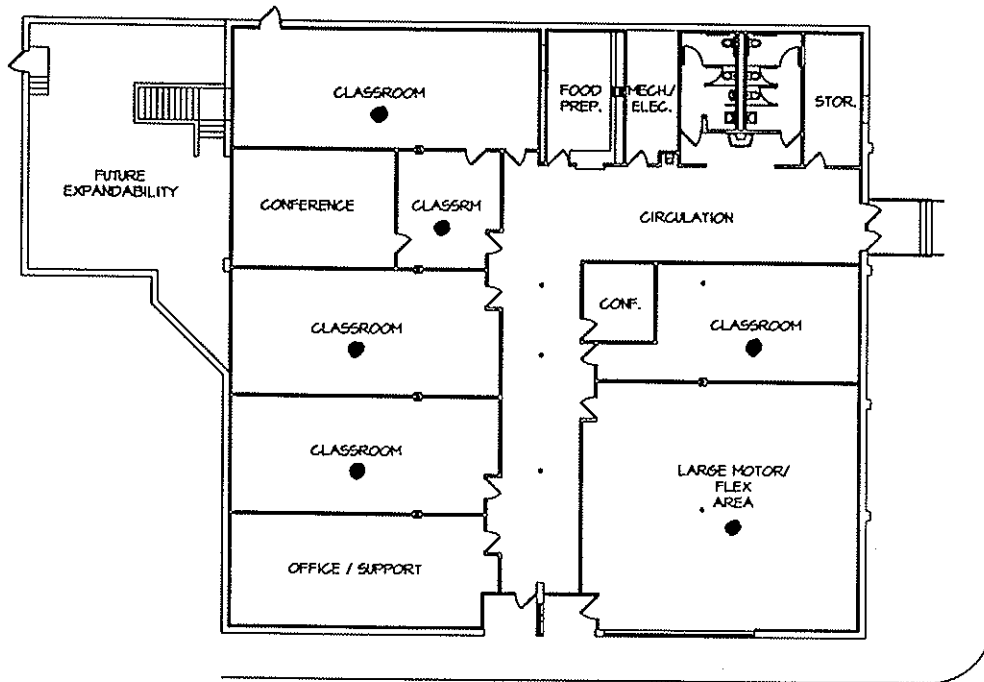 CLASSROOM
FOOD
PREP.
MECH/
ELEC.
STOR.
FUTURE
EXPANDABILITY
CONFERENCE
CLASSRM
CIRCULATION
CONF.
CLASSROOM
CLASSROOM
CLASSROOM
LARGE MOTOR/
FLEX
AREA
OFFICE / SUPPORT